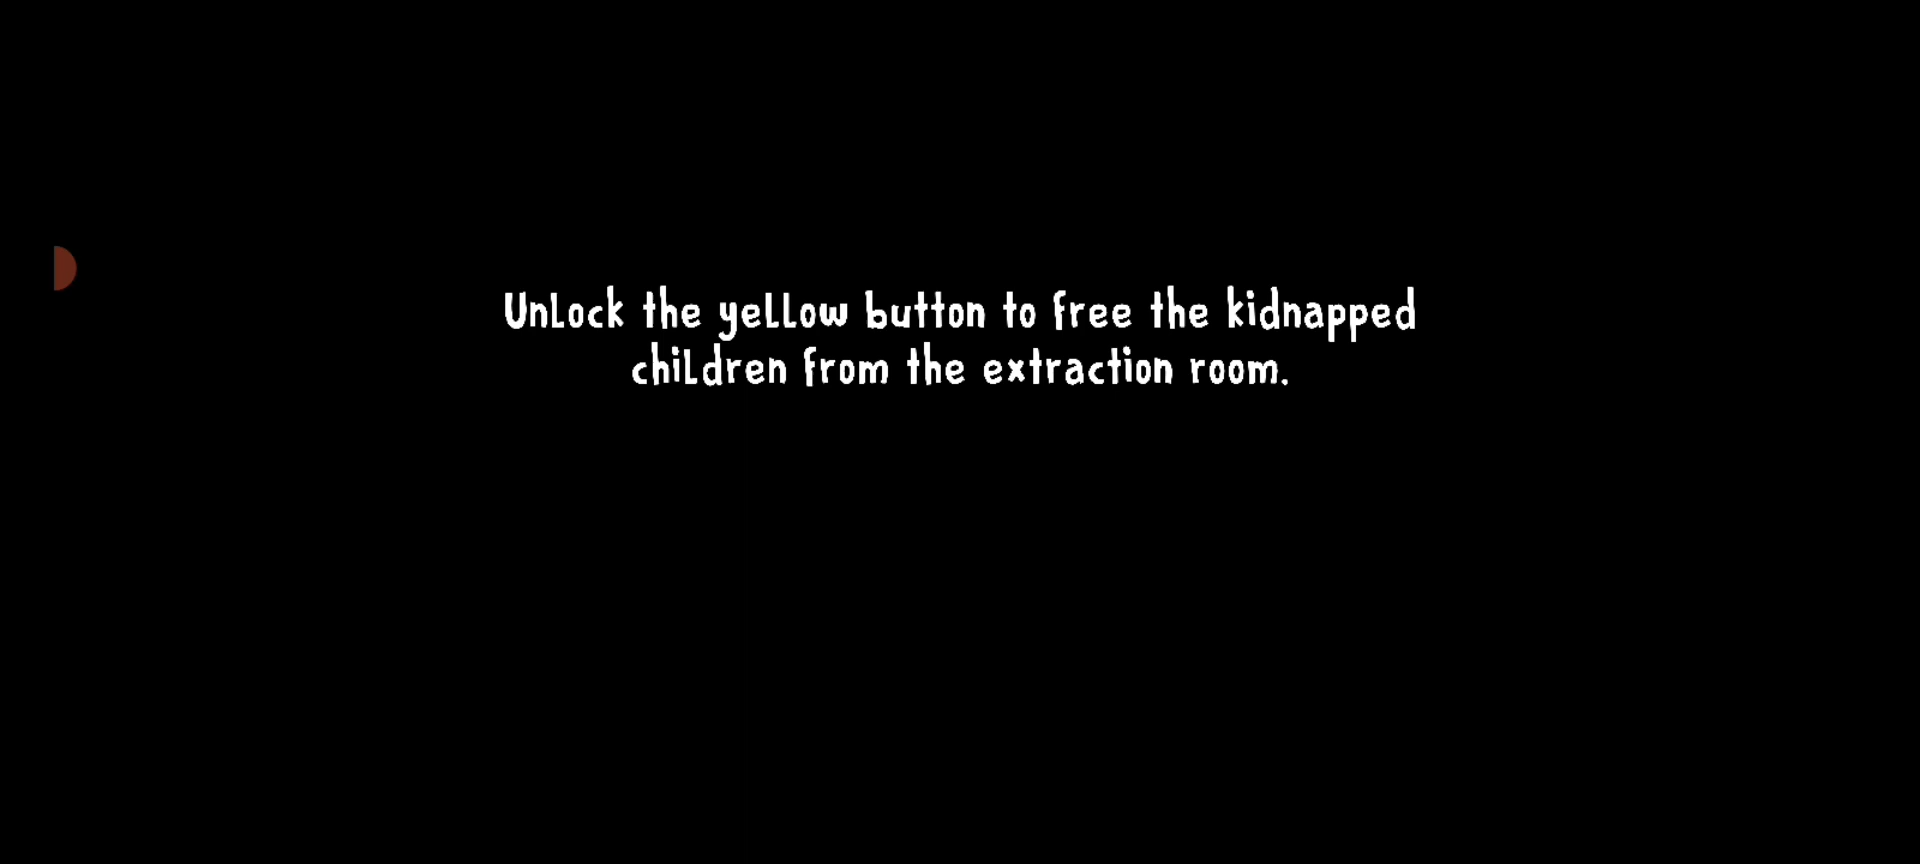 Unlock the yellow button to free the kidnapped
children from the extraction room.